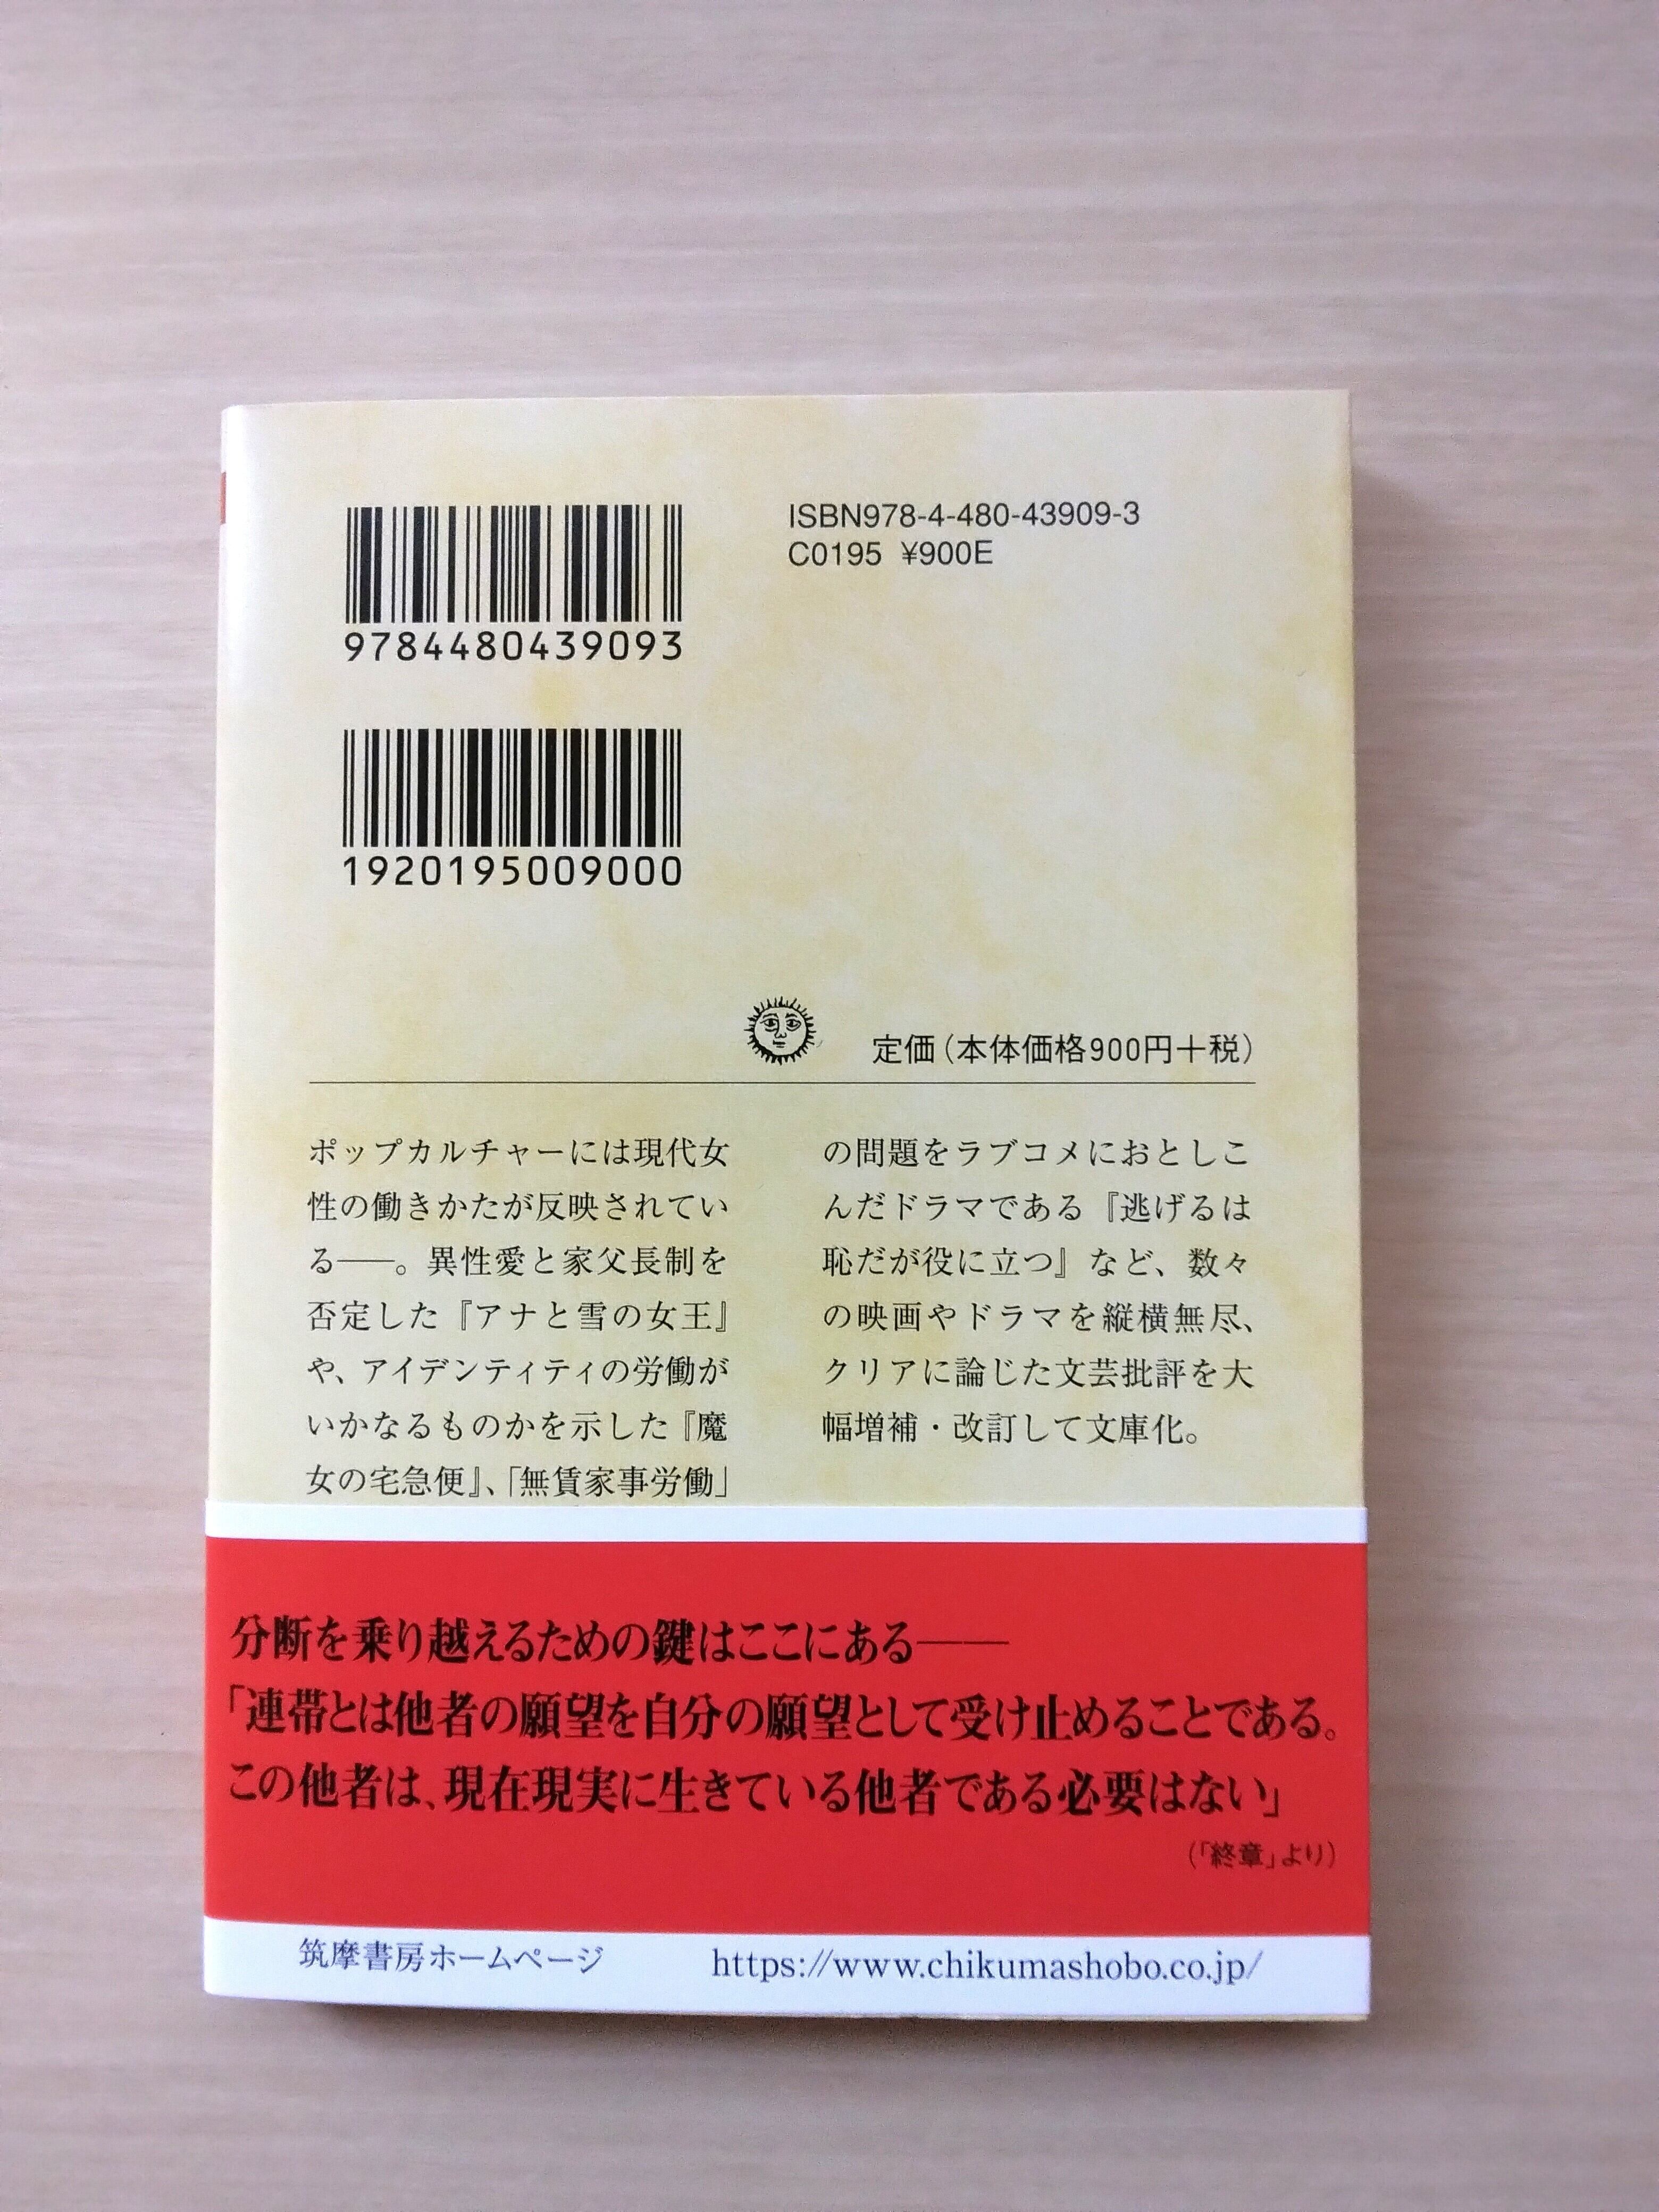 9784480439093
1920195009000
ISBN978-4-480-43909-3
C0195 ¥900E
定価（本体価格900円＋税）
ポップカルチャーには現代女
性の働きかたが反映されてい
る――。異性愛と家父長制を
否定した『アナと雪の女王』
や、アイデンティティの労働が
いかなるものかを示した『魔
女の宅急便』、「無賃家事労働」
の問題をラブコメにおとしこ
んだドラマである『逃げるは
恥だが役に立つ』など、数々
の映画やドラマを縦横無尽、
クリアに論じた文芸批評を大
幅増補・改訂して文庫化。
分断を乗り越えるための鍵はここにある――
「連帯とは他者の願望を自分の願望として受け止めることである。
この他者は、現在現実に生きている他者である必要はない」
（「終章」より）
筑摩書房ホームページ https://www.chikumashobo.co.jp/